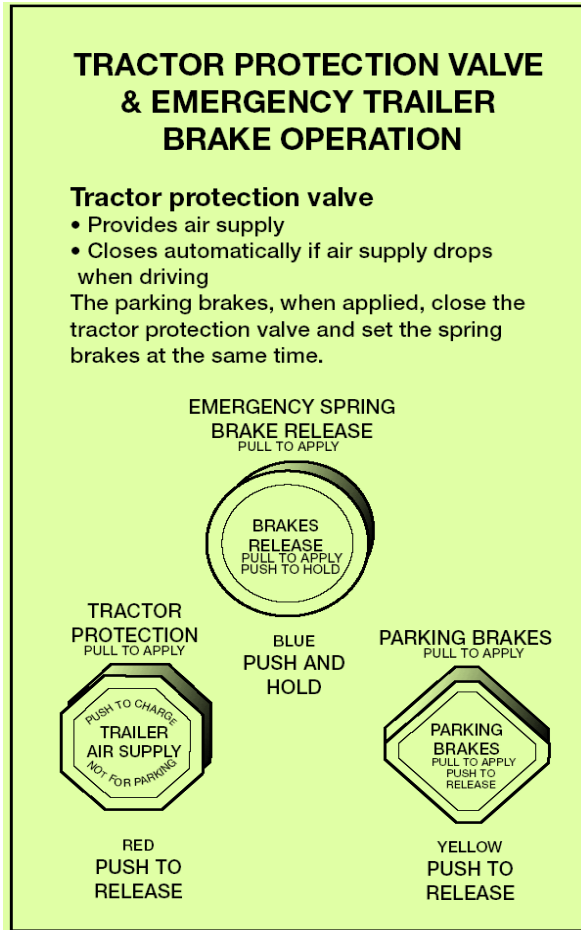 TRACTOR PROTECTION VALVE
& EMERGENCY TRAILER
BRAKE OPERATION
Tractor protection valve
• Provides air supply
• Closes automatically if air supply drops
when driving
The parking brakes, when applied, close the
tractor protection valve and set the spring
brakes at the same time.
EMERGENCY SPRING
BRAKE RELEASE
PULL TO APPLY
BRAKES
RELEASE
PULL TO APPLY
PUSH TO HOLD
BLUE
PUSH AND
HOLD
TRACTOR
PROTECTION
PULL TO APPLY
PUSH TO CHARGE
TRAILER
AIR SUPPLY
NOT FOR PARKING
RED
PUSH TO
RELEASE
PARKING BRAKES
PULL TO APPLY
PARKING
BRAKES
PULL TO APPLY
PUSH TO
RELEASE
YELLOW
PUSH TO
RELEASE